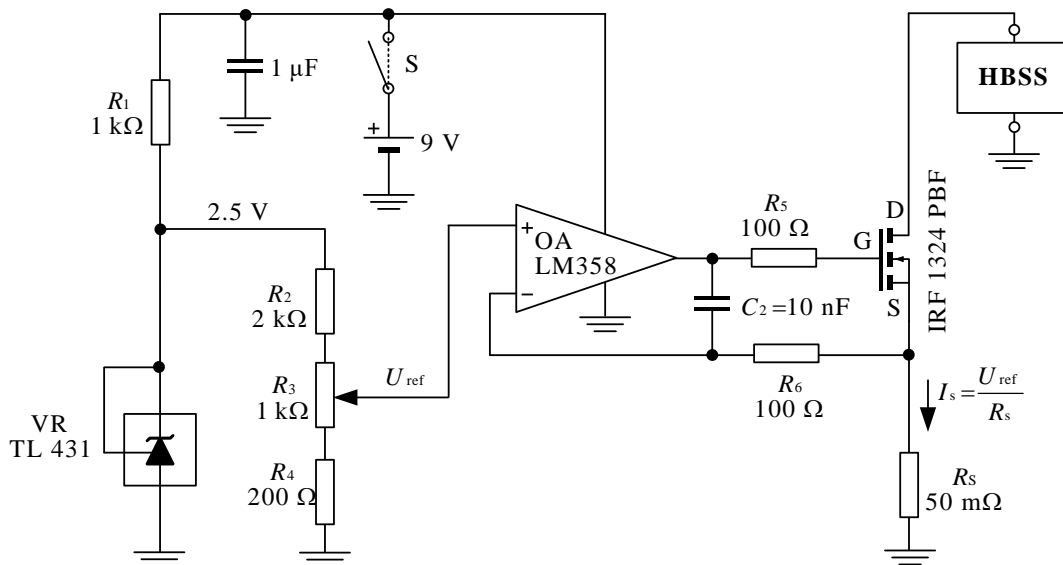 1 μF
S
HBSS
R1
1 kΩ
+
9 V
2.5 V
R5
100 Ω
D
G
S
IRF 1324 PBF
+
OA
LM358
−
R2
2 kΩ
C2=10 nF
Uref
R3
1 kΩ
R6
100 Ω
Is=Uref/Rs
VR
TL 431
R4
200 Ω
RS
50 mΩ